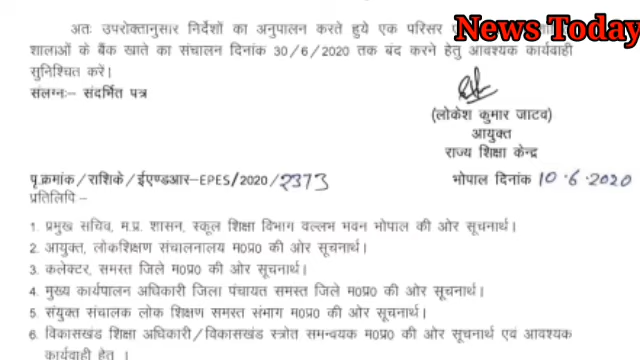 News Today
अतः उपरोक्तानुसार निर्देशों का अनुपालन करते हुये एक परिसर
शालाओं के बैंक खाते का संचालन दिनांक 30/6/2020 तक बंद करने हेतु आवश्यक कार्यवाही
सुनिश्चित करें।
संलग्नः– संदर्भित पत्र
(लोकेश कुमार जाटव)
आयुक्त
राज्य शिक्षा केन्द्र
पृ.क्रमांक/राशिके/ईएण्डआर-EPES/2020/2373 भोपाल दिनांक 10.6.2020
प्रतिलिपि –
1. प्रमुख सचिव, म.प्र. शासन, स्कूल शिक्षा विभाग वल्लभ भवन भोपाल की ओर सूचनार्थ।
2. आयुक्त, लोकशिक्षण संचालनालय म0प्र0 की ओर सूचनार्थ।
3. कलेक्टर, समस्त जिले म0प्र0 की ओर सूचनार्थ।
4. मुख्य कार्यपालन अधिकारी जिला पंचायत समस्त जिले म0प्र0 की ओर सूचनार्थ।
5. संयुक्त संचालक लोक शिक्षण समस्त संभाग म0प्र0 की ओर सूचनार्थ।
6. विकासखंड शिक्षा अधिकारी/विकासखंड स्त्रोत समन्वयक म0प्र0 की ओर सूचनार्थ एवं आवश्यक
कार्यवाही हेतु ।